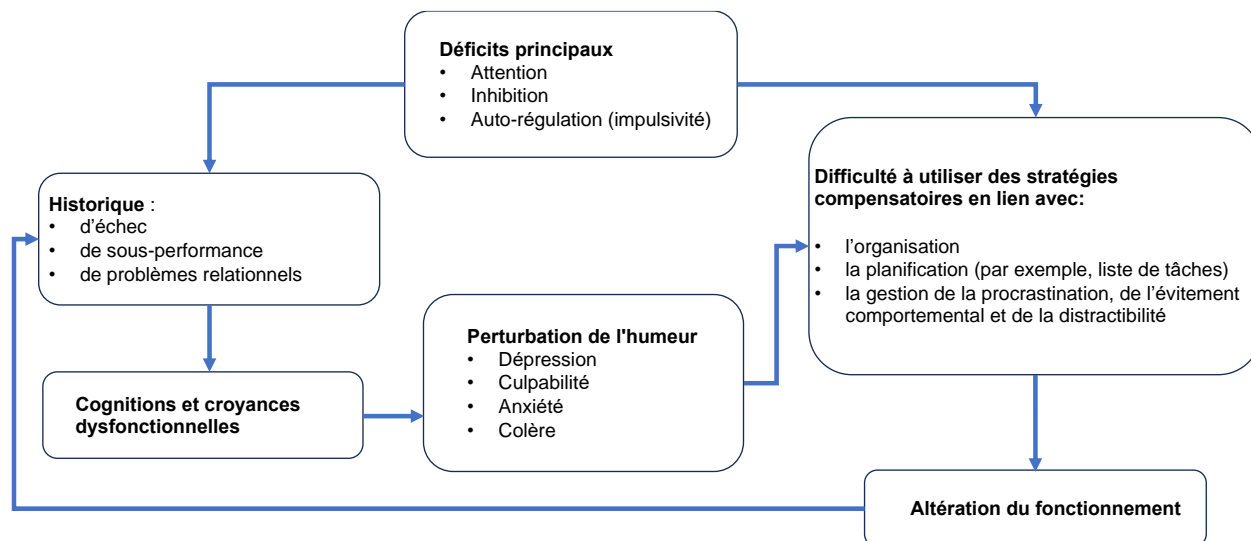 Déficits principaux
• Attention
• Inhibition
• Auto-régulation (impulsivité)
Historique :
• d'échec
• de sous-performance
• de problèmes relationnels
Cognitions et croyances
dysfonctionnelles
Perturbation de l'humeur
• Dépression
• Culpabilité
• Anxiété
• Colère
Difficulté à utiliser des stratégies
compensatoires en lien avec:
• l'organisation
• la planification (par exemple, liste de tâches)
• la gestion de la procrastination, de l'évitement
comportemental et de la distractibilité
Altération du fonctionnement